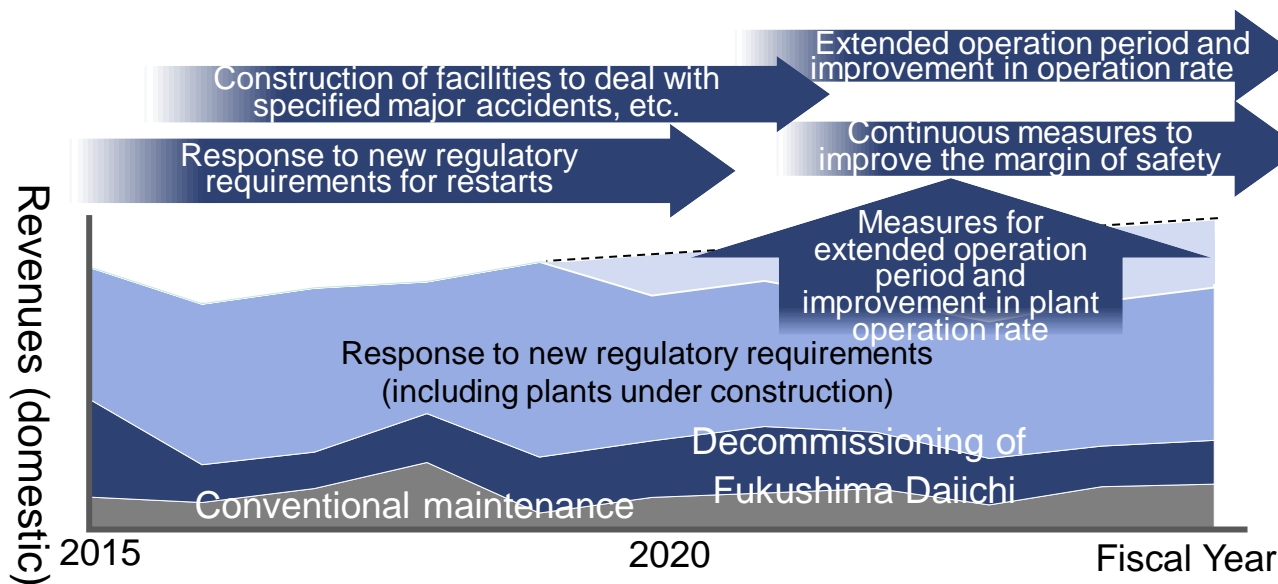 Extended operation period and
improvement in operation rate
Construction of facilities to deal with
specified major accidents, etc.
Continuous measures to
improve the margin of safety
Response to new regulatory
requirements for restarts
Measures for
extended operation
period and
improvement in plant
operation rate
Revenues (domestic)
Response to new regulatory requirements
(including plants under construction)
Decommissioning of
Fukushima Daiichi
Conventional maintenance
2015
2020
Fiscal Year